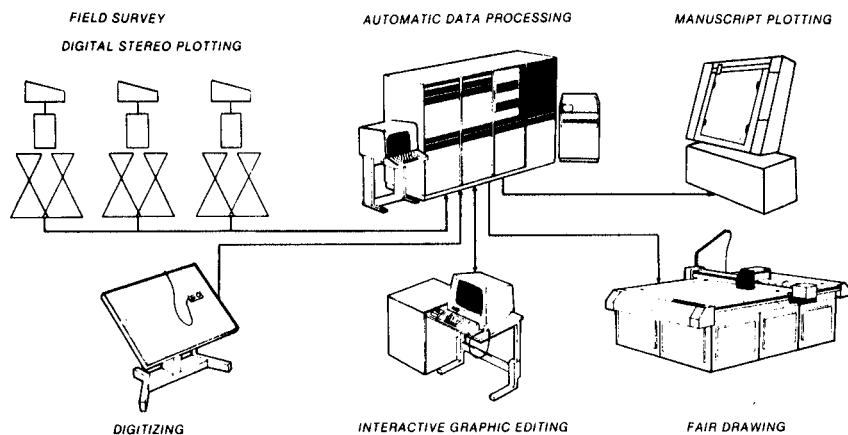 FIELD SURVEY
DIGITAL STEREO PLOTTING
AUTOMATIC DATA PROCESSING
MANUSCRIPT PLOTTING
DIGITIZING
INTERACTIVE GRAPHIC EDITING
FAIR DRAWING